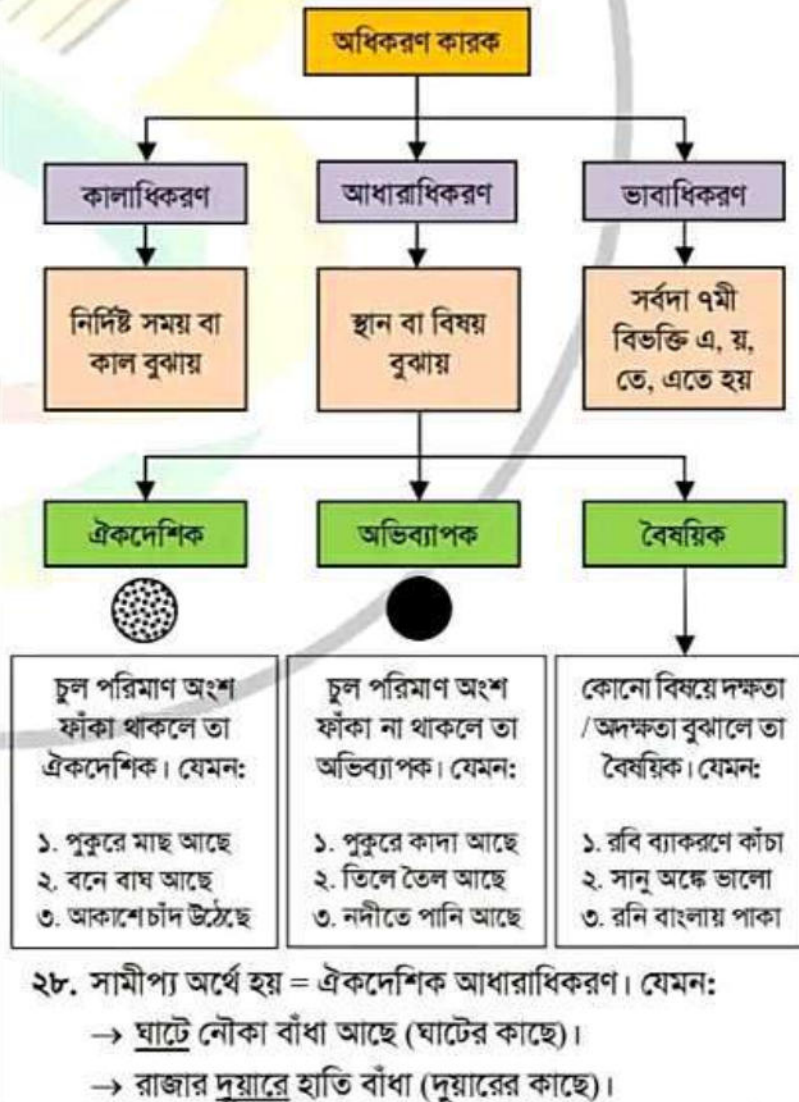 অধিকরণ কারক
কালাধিকরণ
আধারাধিকরণ
ভাবাধিকরণ
নির্দিষ্ট সময় বা
কাল বুঝায়
স্থান বা বিষয়
বুঝায়
সর্বদা ৭মী
বিভক্তি এ, য়,
তে, এতে হয়
ঐকদেশিক
অভিব্যাপক
বৈষয়িক
চুল পরিমাণ অংশ
ফাঁকা থাকলে তা
ঐকদেশিক। যেমন:
১. পুকুরে মাছ আছে
২. বনে বাঘ আছে
৩. আকাশে চাঁদ উঠেছে
চুল পরিমাণ অংশ
ফাঁকা না থাকলে তা
অভিব্যাপক। যেমন:
১. পুকুরে কাদা আছে
২. তিলে তৈল আছে
৩. নদীতে পানি আছে
কোনো বিষয়ে দক্ষতা
/অদক্ষতা বুঝালে তা
বৈষয়িক। যেমন:
১. রবি ব্যাকরণে কাঁচা
২. সানু অঙ্কে ভালো
৩. রনি বাংলায় পাকা
২৮. সামীপ্য অর্থে হয় = ঐকদেশিক আধারাধিকরণ। যেমন:
→ ঘাটে নৌকা বাঁধা আছে (ঘাটের কাছে)।
→ রাজার দুয়ারে হাতি বাঁধা (দুয়ারের কাছে)।